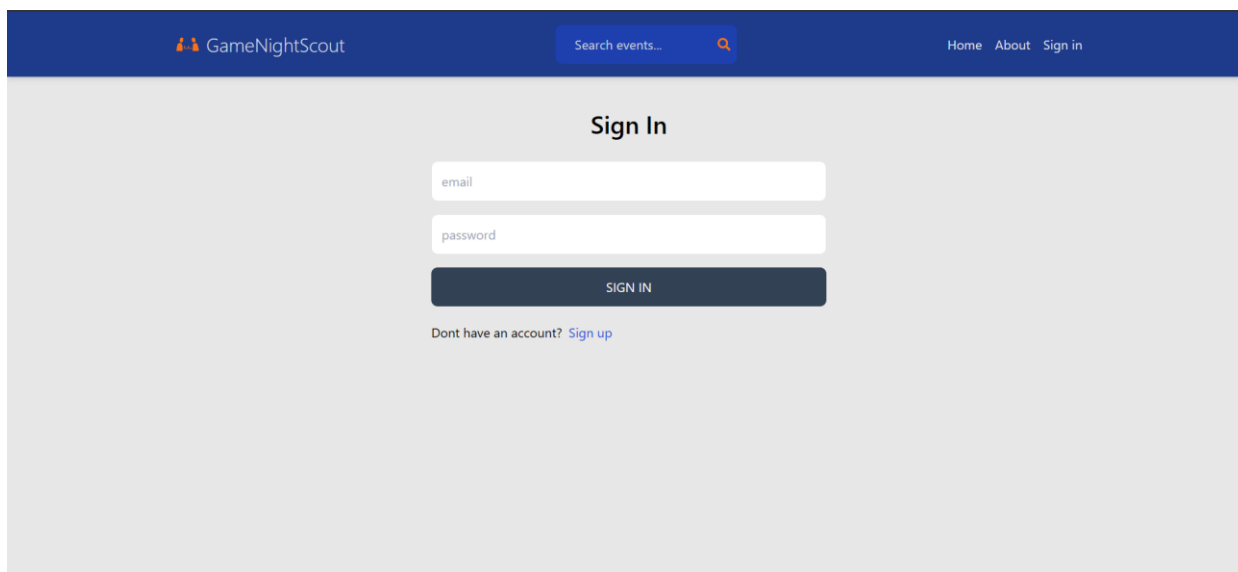 GameNightScout
Search events...
Home About Sign in
Sign In
email
password
SIGN IN
Dont have an account? Sign up